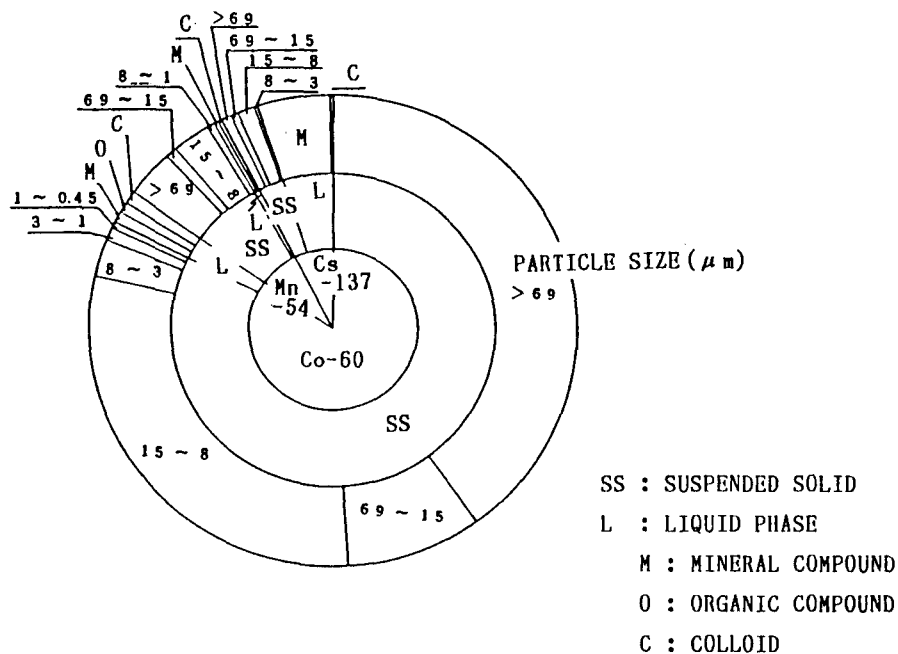 C
>69
69~15
15~8
8~3
C
M
8~1
69~15
C
O
M
1~0.45
3~1
8~3
>69
15~8
M
L
SS
L
SS
L
Cs
-137
Mn
-54
Co-60
PARTICLE SIZE(μm)
>69
SS
15~8
69~15
SS : SUSPENDED SOLID
L : LIQUID PHASE
M : MINERAL COMPOUND
O : ORGANIC COMPOUND
C : COLLOID